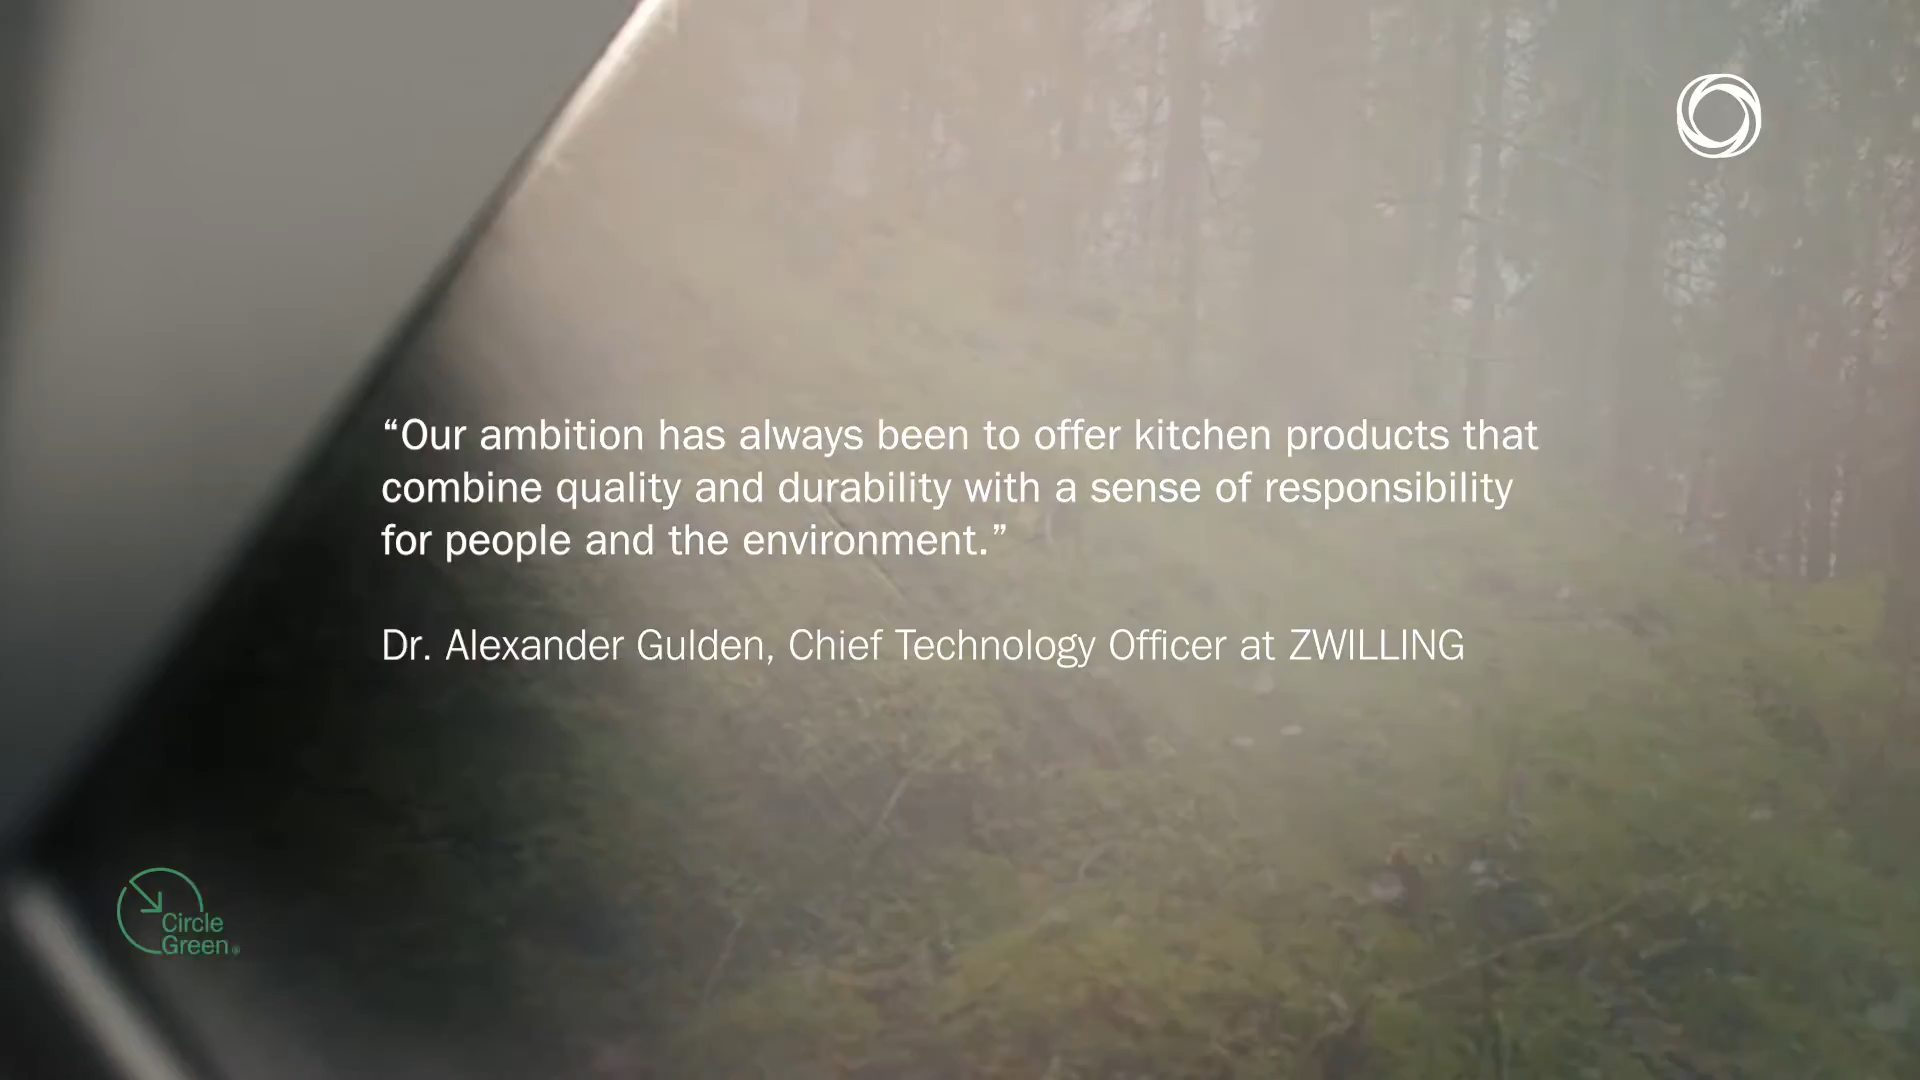 “Our ambition has always been to offer kitchen products that
combine quality and durability with a sense of responsibility
for people and the environment.”
Dr. Alexander Gulden, Chief Technology Officer at ZWILLING
Circle
Green®